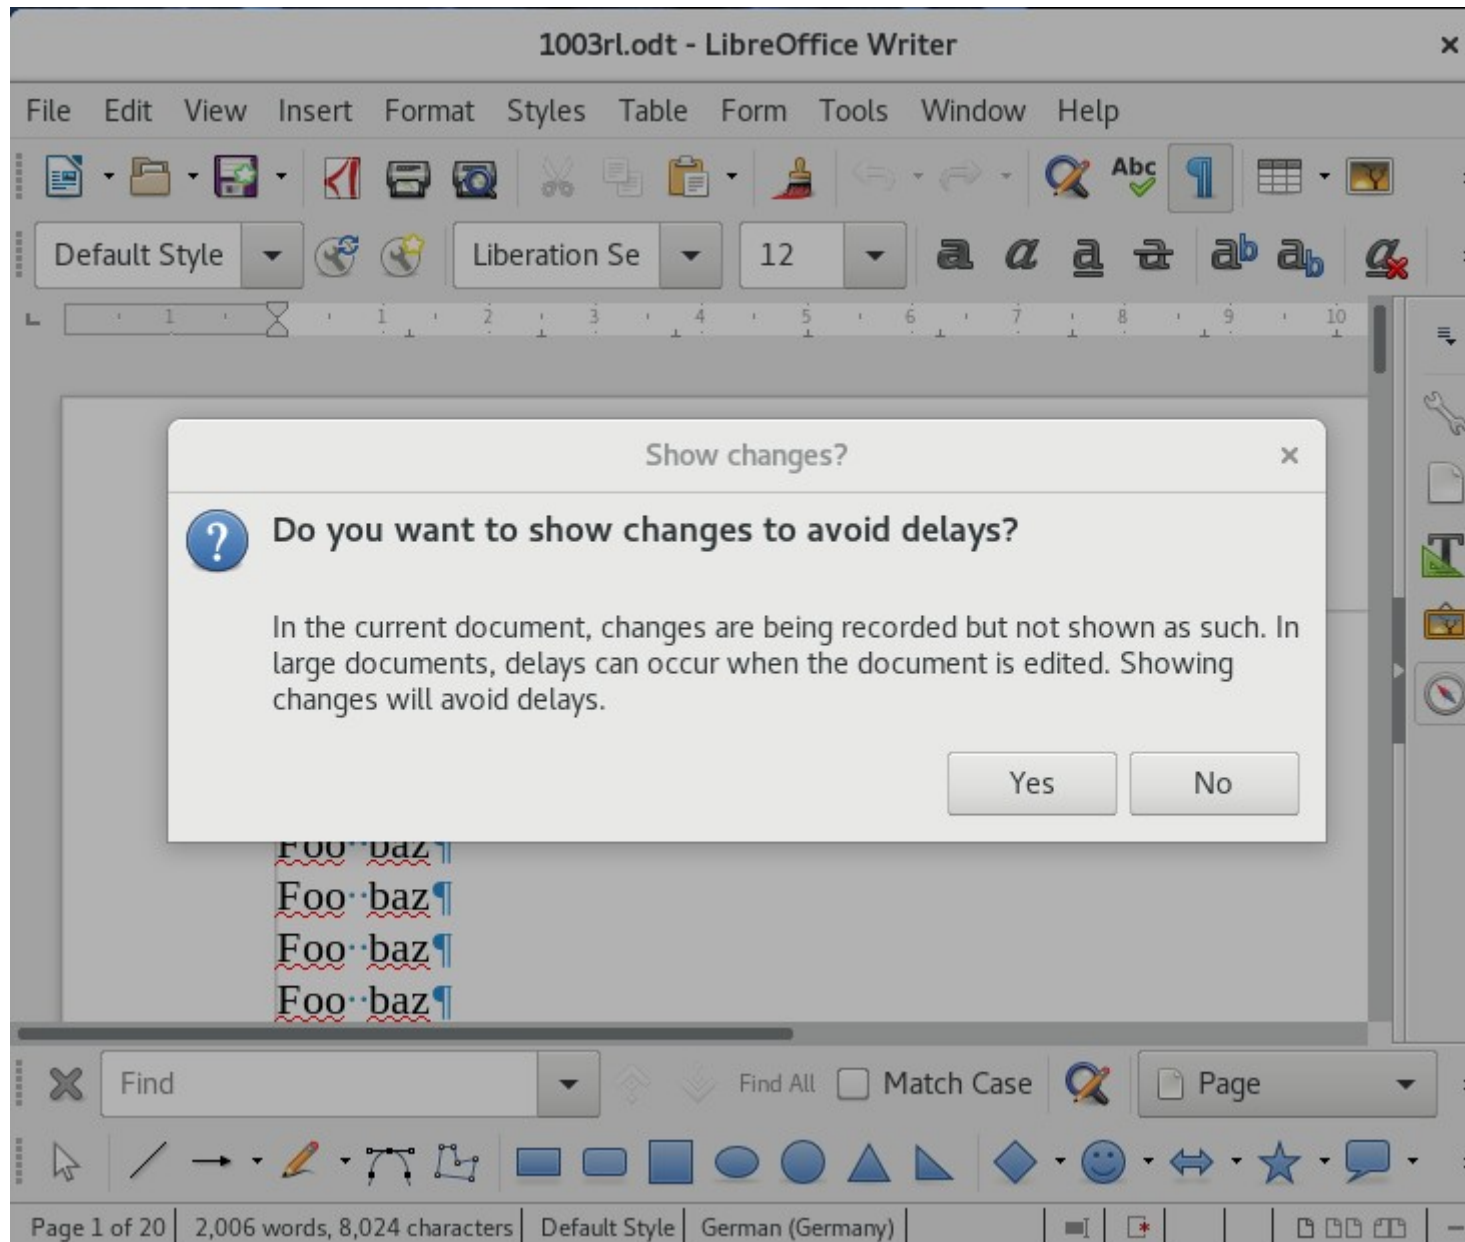 1003rl.odt - LibreOffice Writer
File Edit View Insert Format Styles Table Form Tools Window Help
Abc
Default Style Liberation Se 12 a a a a ab ab a
1 1 2 3 4 5 6 7 8 9 10
Show changes?
Do you want to show changes to avoid delays?
In the current document, changes are being recorded but not shown as such. In
large documents, delays can occur when the document is edited. Showing
changes will avoid delays.
Yes No
Foo··baz¶
Foo··baz¶
Foo··baz¶
Foo··baz¶
Find Find All Match Case Page
Page 1 of 20 2,006 words, 8,024 characters Default Style German (Germany)